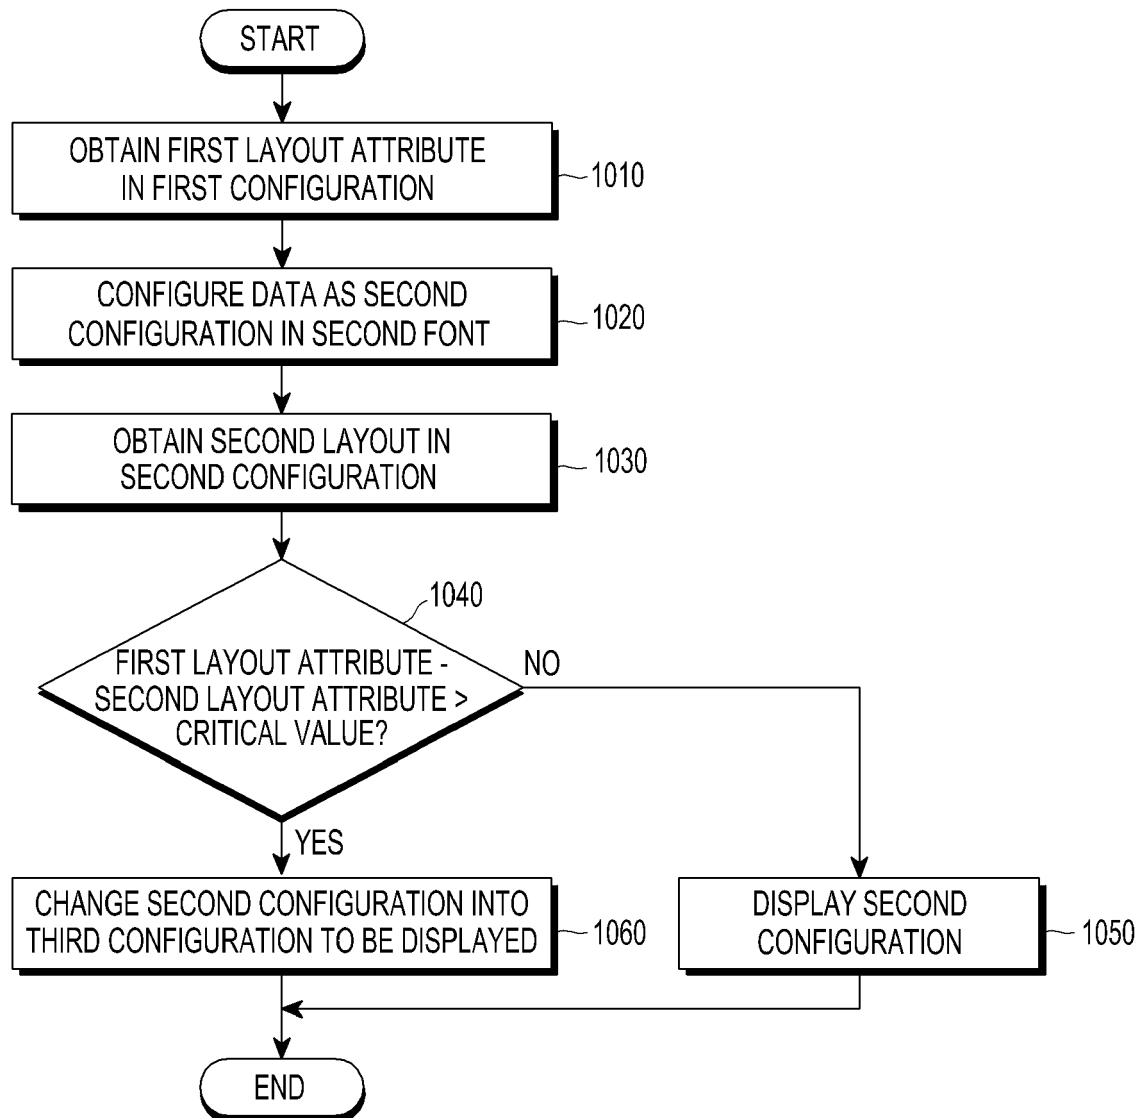 START
OBTAIN FIRST LAYOUT ATTRIBUTE
IN FIRST CONFIGURATION
1010
CONFIGURE DATA AS SECOND
CONFIGURATION IN SECOND FONT
1020
OBTAIN SECOND LAYOUT IN
SECOND CONFIGURATION
1030
1040
FIRST LAYOUT ATTRIBUTE -
SECOND LAYOUT ATTRIBUTE >
CRITICAL VALUE?
NO
YES
CHANGE SECOND CONFIGURATION INTO
THIRD CONFIGURATION TO BE DISPLAYED
1060
DISPLAY SECOND
CONFIGURATION
1050
END